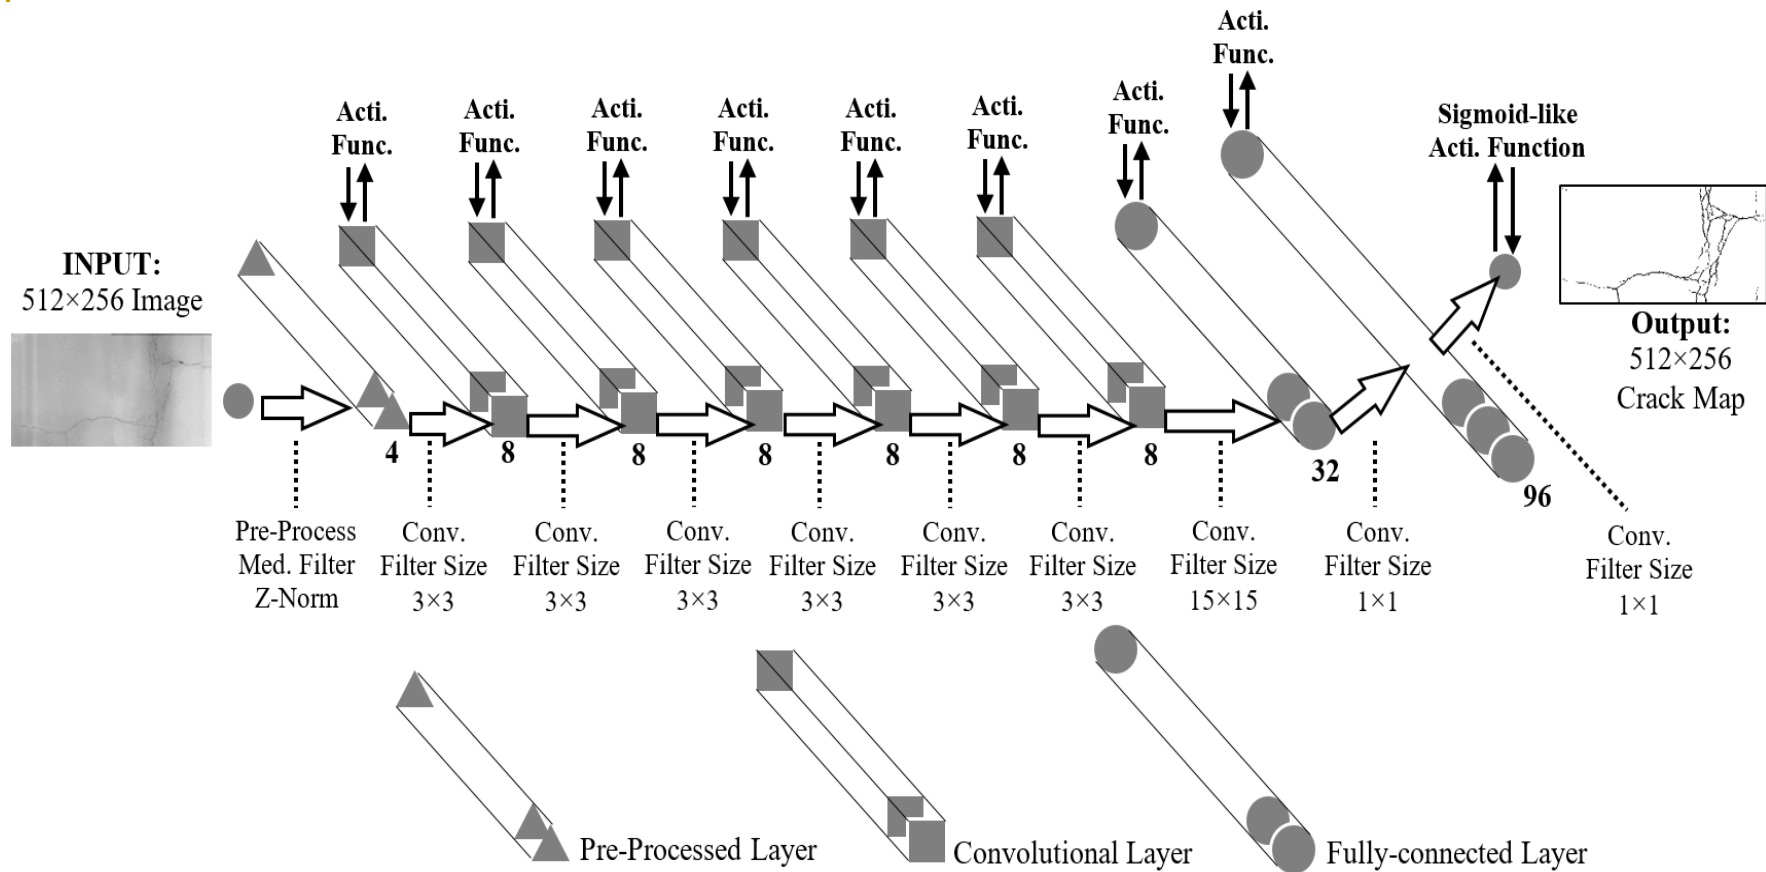 Acti.
Func.
Acti.
Func.
Acti.
Func.
Acti.
Func.
Acti.
Func.
Acti.
Func.
Acti.
Func.
Acti.
Func.
Sigmoid-like
Acti. Function
INPUT:
512×256 Image
Output:
512×256
Crack Map
4
8
8
8
8
8
8
32
96
Pre-Process
Med. Filter
Z-Norm
Conv.
Filter Size
3×3
Conv.
Filter Size
3×3
Conv.
Filter Size
3×3
Conv.
Filter Size
3×3
Conv.
Filter Size
3×3
Conv.
Filter Size
3×3
Conv.
Filter Size
15×15
Conv.
Filter Size
1×1
Conv.
Filter Size
1×1
Pre-Processed Layer
Convolutional Layer
Fully-connected Layer